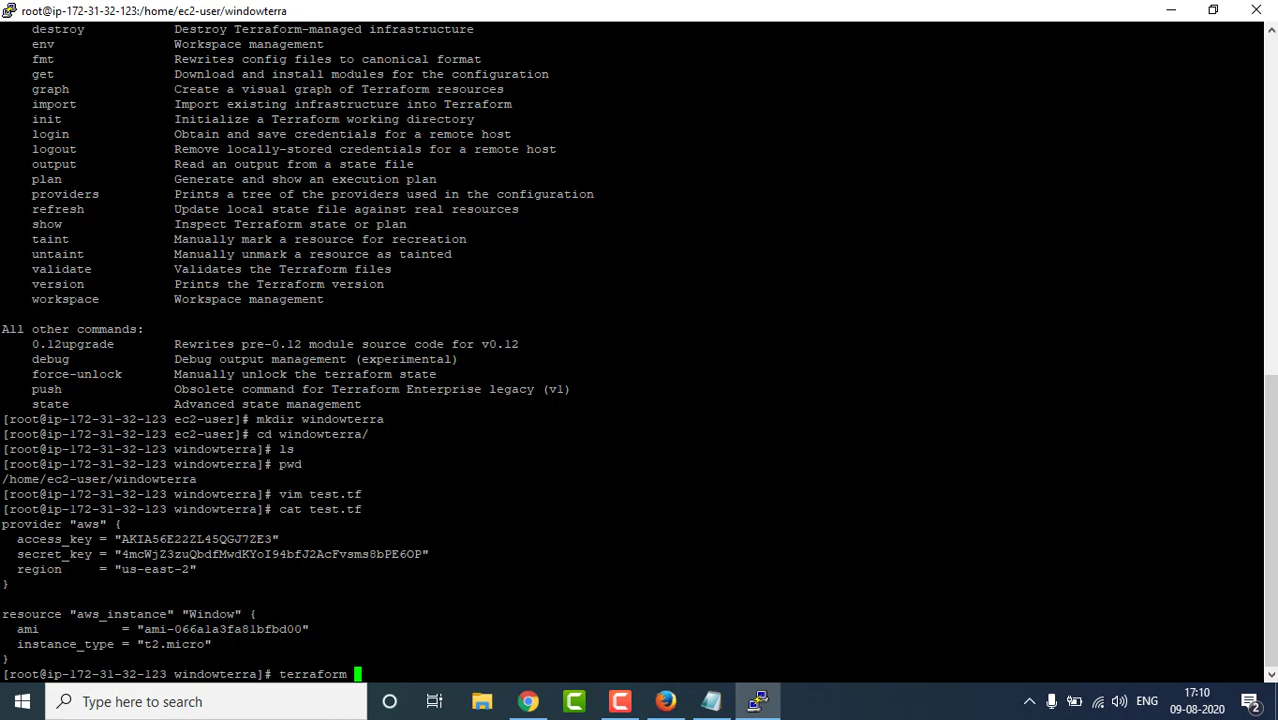 root@ip-172-31-32-123:/home/ec2-user/windowterra
destroy Destroy Terraform-managed infrastructure
env Workspace management
fmt Rewrites config files to canonical format
get Download and install modules for the configuration
graph Create a visual graph of Terraform resources
import Import existing infrastructure into Terraform
init Initialize a Terraform working directory
login Obtain and save credentials for a remote host
logout Remove locally-stored credentials for a remote host
output Read an output from a state file
plan Generate and show an execution plan
providers Prints a tree of the providers used in the configuration
refresh Update local state file against real resources
show Inspect Terraform state or plan
taint Manually mark a resource for recreation
untaint Manually unmark a resource as tainted
validate Validates the Terraform files
version Prints the Terraform version
workspace Workspace management
All other commands:
0.12upgrade Rewrites pre-0.12 module source code for v0.12
debug Debug output management (experimental)
force-unlock Manually unlock the terraform state
push Obsolete command for Terraform Enterprise legacy (v1)
state Advanced state management
[root@ip-172-31-32-123 ec2-user]# mkdir windowterra
[root@ip-172-31-32-123 ec2-user]# cd windowterra/
[root@ip-172-31-32-123 windowterra]# ls
[root@ip-172-31-32-123 windowterra]# pwd
/home/ec2-user/windowterra
[root@ip-172-31-32-123 windowterra]# vim test.tf
[root@ip-172-31-32-123 windowterra]# cat test.tf
provider "aws" {
access_key = "AKIA56E22ZL45QGJ7ZE3"
secret_key = "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"
region = "us-east-2"
}
resource "aws_instance" "Window" {
ami = "ami-066a1a3fa81bfbd00"
instance_type = "t2.micro"
}
[root@ip-172-31-32-123 windowterra]# terraform
Type here to search
ENG
17:10
09-08-2020
2